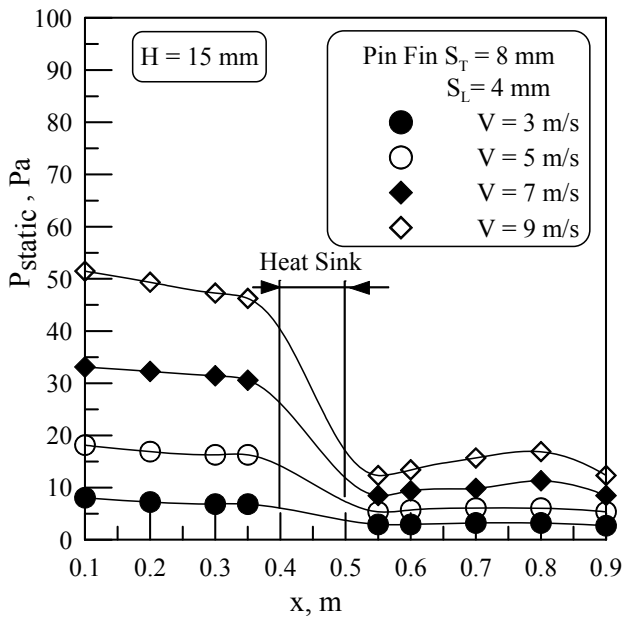 100
90
80
70
60
50
40
30
20
10
0
P_static , Pa
H = 15 mm
Pin Fin S_T = 8 mm
S_L= 4 mm
V = 3 m/s
V = 5 m/s
V = 7 m/s
V = 9 m/s
Heat Sink
0.1 0.2 0.3 0.4 0.5 0.6 0.7 0.8 0.9
x, m